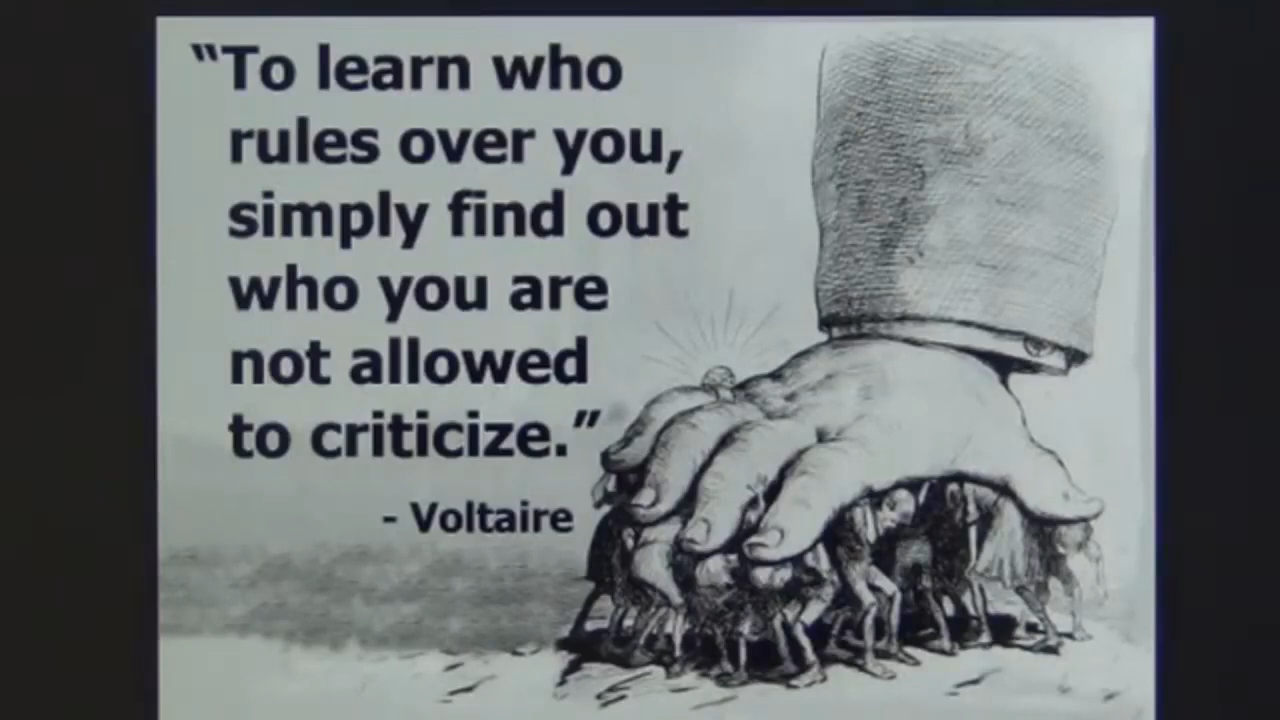 “To learn who
rules over you,
simply find out
who you are
not allowed
to criticize.”
- Voltaire